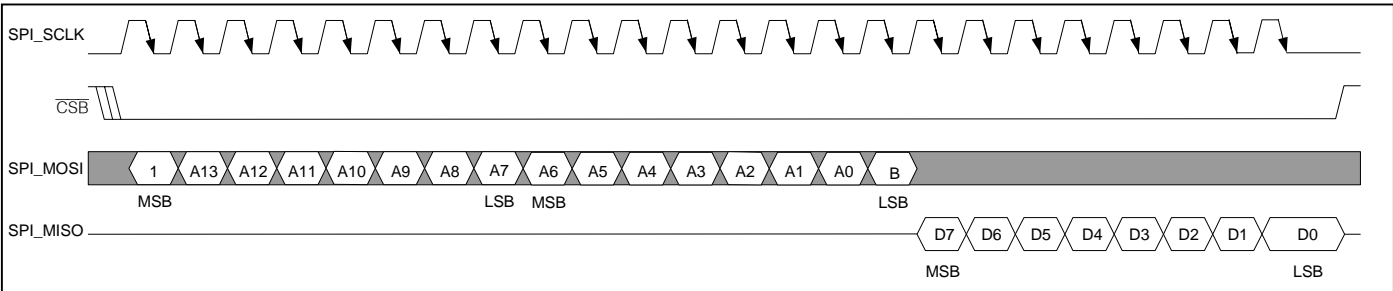 SPI_SCLK
CSB
SPI_MOSI 1 A13 A12 A11 A10 A9 A8 A7 A6 A5 A4 A3 A2 A1 A0 B
MSB LSB MSB LSB
SPI_MISO D7 D6 D5 D4 D3 D2 D1 D0
MSB LSB